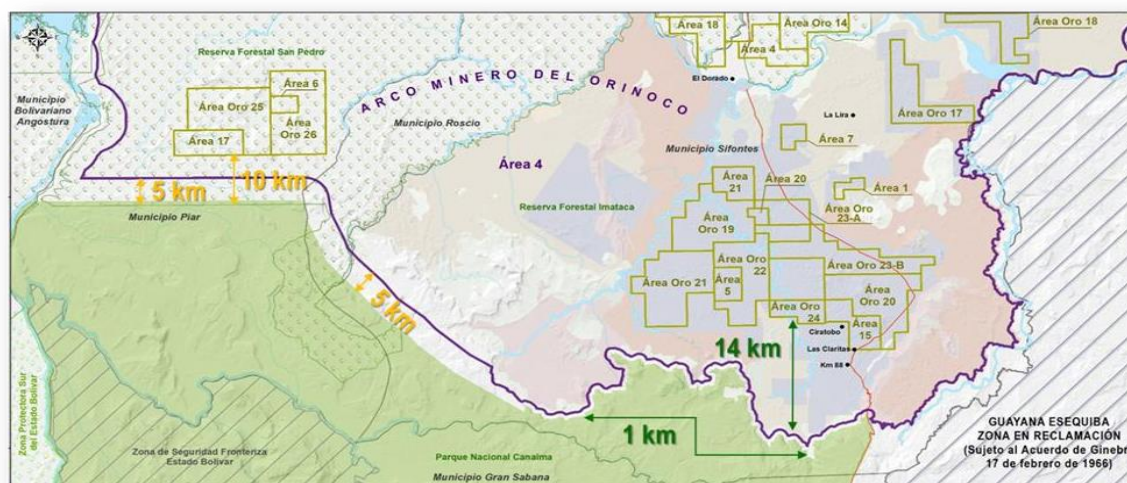 Reserva Forestal San Pedro
Área 18
Área Oro 14
Área 4
Área Oro 18
El Dorado
Municipio
Bolivariano
Angostura
Área 6
Área Oro 25
Área
Oro 26
Área 17
ARCO MINERO DEL ORINOCO
Municipio Roscio
La Lira
Área Oro 17
Área 7
Municipio Sifontes
Área 4
5 km
10 km
Municipio Piar
Área
21
Área 20
Área 1
Reserva Forestal Imataca
Área Oro
23-A
Área
Oro 19
Área Oro
22
Área Oro 23-B
Área Oro 21
Área
5
Área
Oro 20
5 km
Área Oro
24
Área
15
Ciratobo
14 km
Las Claritas
Km 88
1 km
Zona Protectora Sur
del Estado Bolívar
Zona de Seguridad Fronteriza
Estado Bolívar
Parque Nacional Canaima
Municipio Gran Sabana
GUAYANA ESEQUIBA
ZONA EN RECLAMACIÓN
(Sujeto al Acuerdo de Ginebr
17 de febrero de 1966)